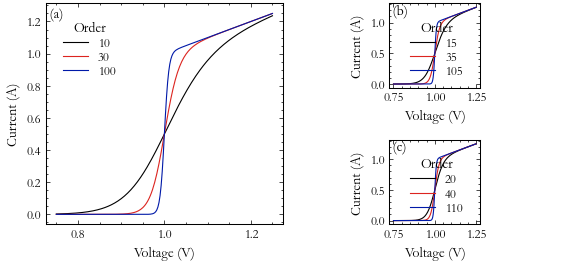 (a)
Order
10
30
100
1.2
1.0
0.8
0.6
0.4
0.2
0.0
Current (A)
0.8 1.0 1.2
Voltage (V)
(b)
Order
15
35
105
1.0
0.5
0.0
Current (A)
0.75 1.00 1.25
Voltage (V)
(c)
Order
20
40
110
1.0
0.5
0.0
Current (A)
0.75 1.00 1.25
Voltage (V)